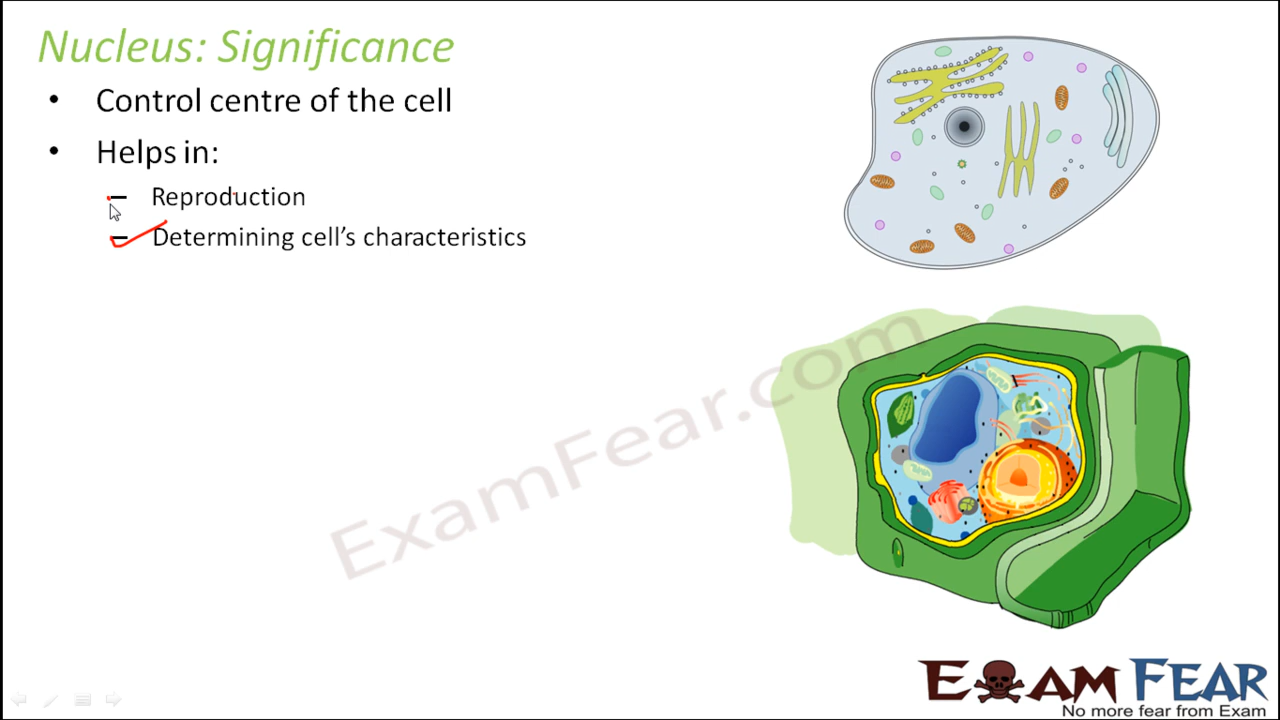 Nucleus: Significance
• Control centre of the cell
• Helps in:
– Reproduction
– Determining cell's characteristics
ExamFear.com
EXAM FEAR
No more fear from Exam